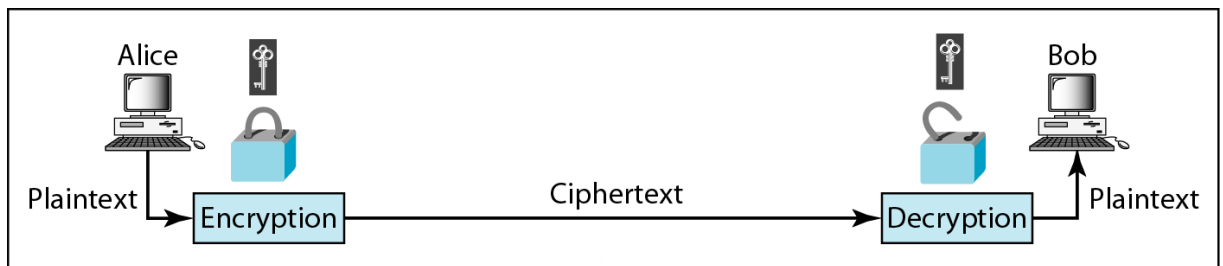 Alice
Bob
Plaintext
Encryption
Ciphertext
Decryption
Plaintext